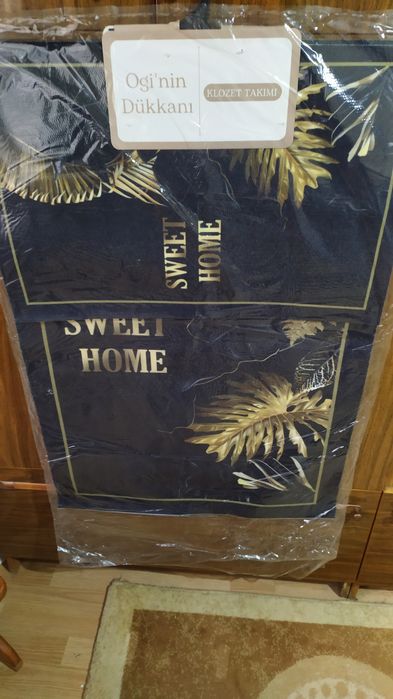 Ogi'nin
Dükkanı
KLOZET TAKIMI
SWEET
HOME
SWEET
HOME